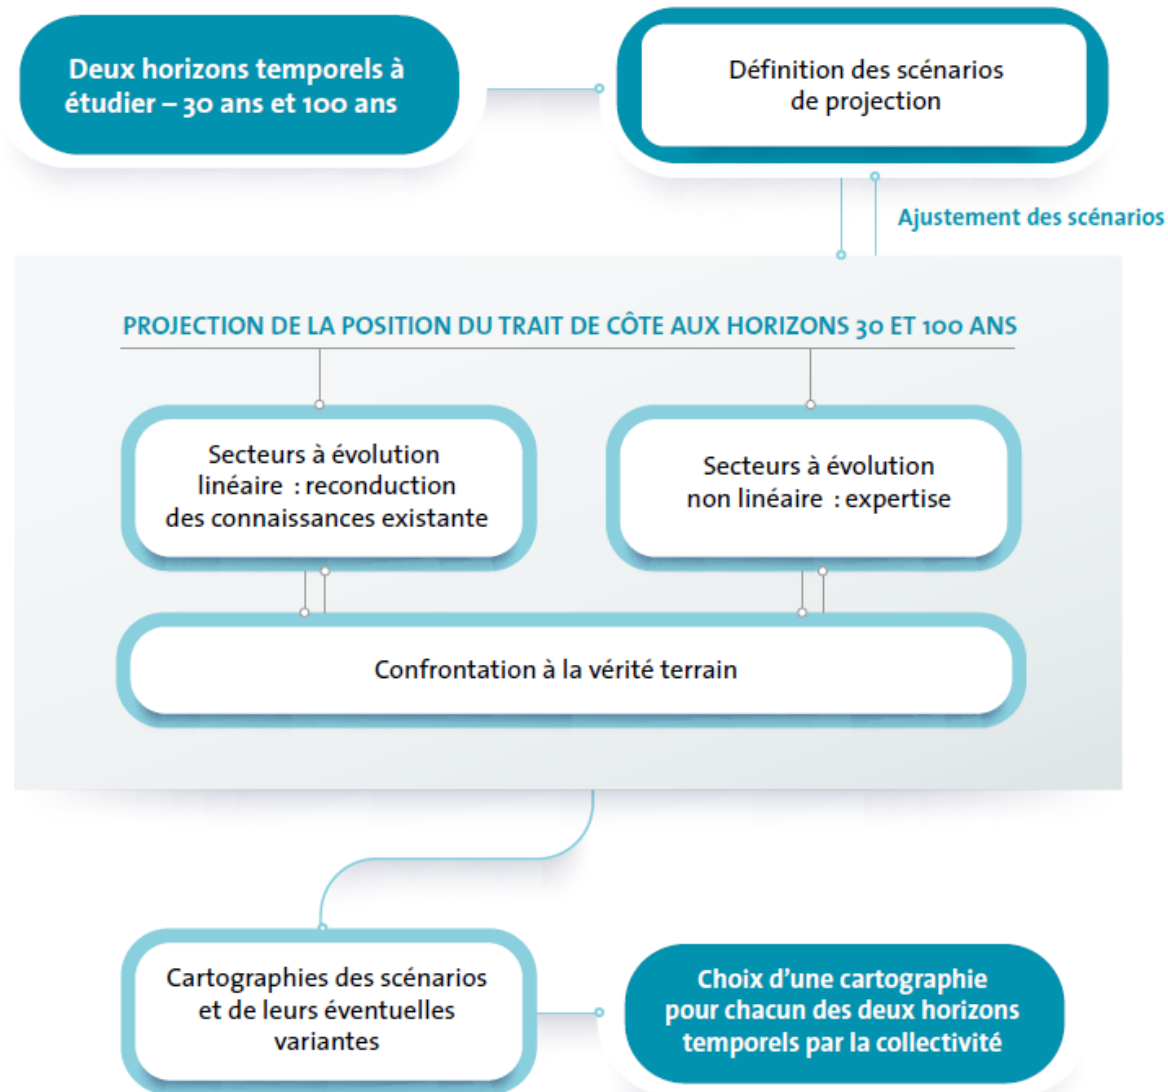 Deux horizons temporels à
étudier – 30 ans et 100 ans
Définition des scénarios
de projection
Ajustement des scénarios
PROJECTION DE LA POSITION DU TRAIT DE CÔTE AUX HORIZONS 30 ET 100 ANS
Secteurs à évolution
linéaire : reconduction
des connaissances existante
Secteurs à évolution
non linéaire : expertise
Confrontation à la vérité terrain
Cartographies des scénarios
et de leurs éventuelles
variantes
Choix d’une cartographie
pour chacun des deux horizons
temporels par la collectivité